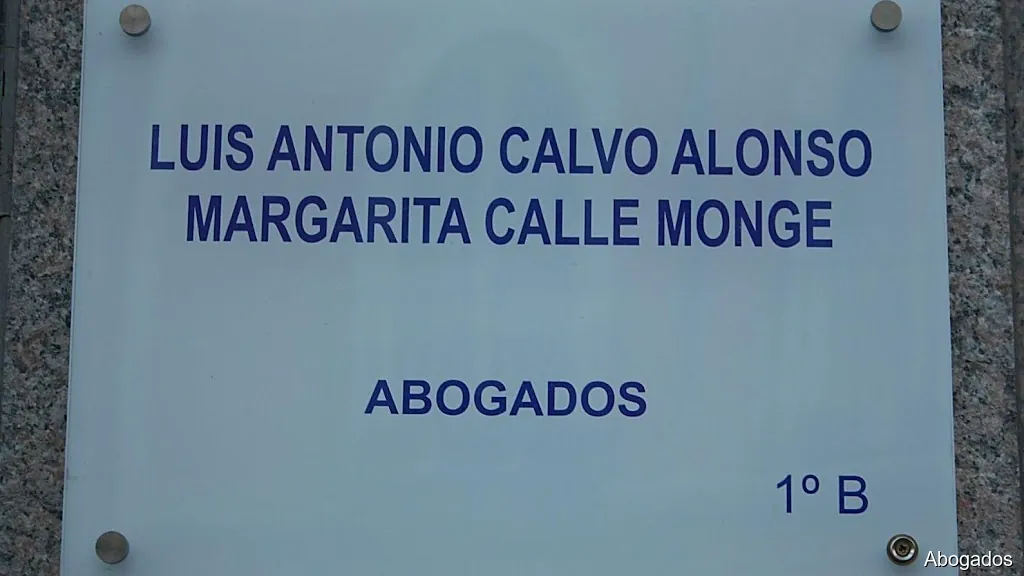 LUIS ANTONIO CALVO ALONSO
MARGARITA CALLE MONGE
ABOGADOS
1º B
Abogados